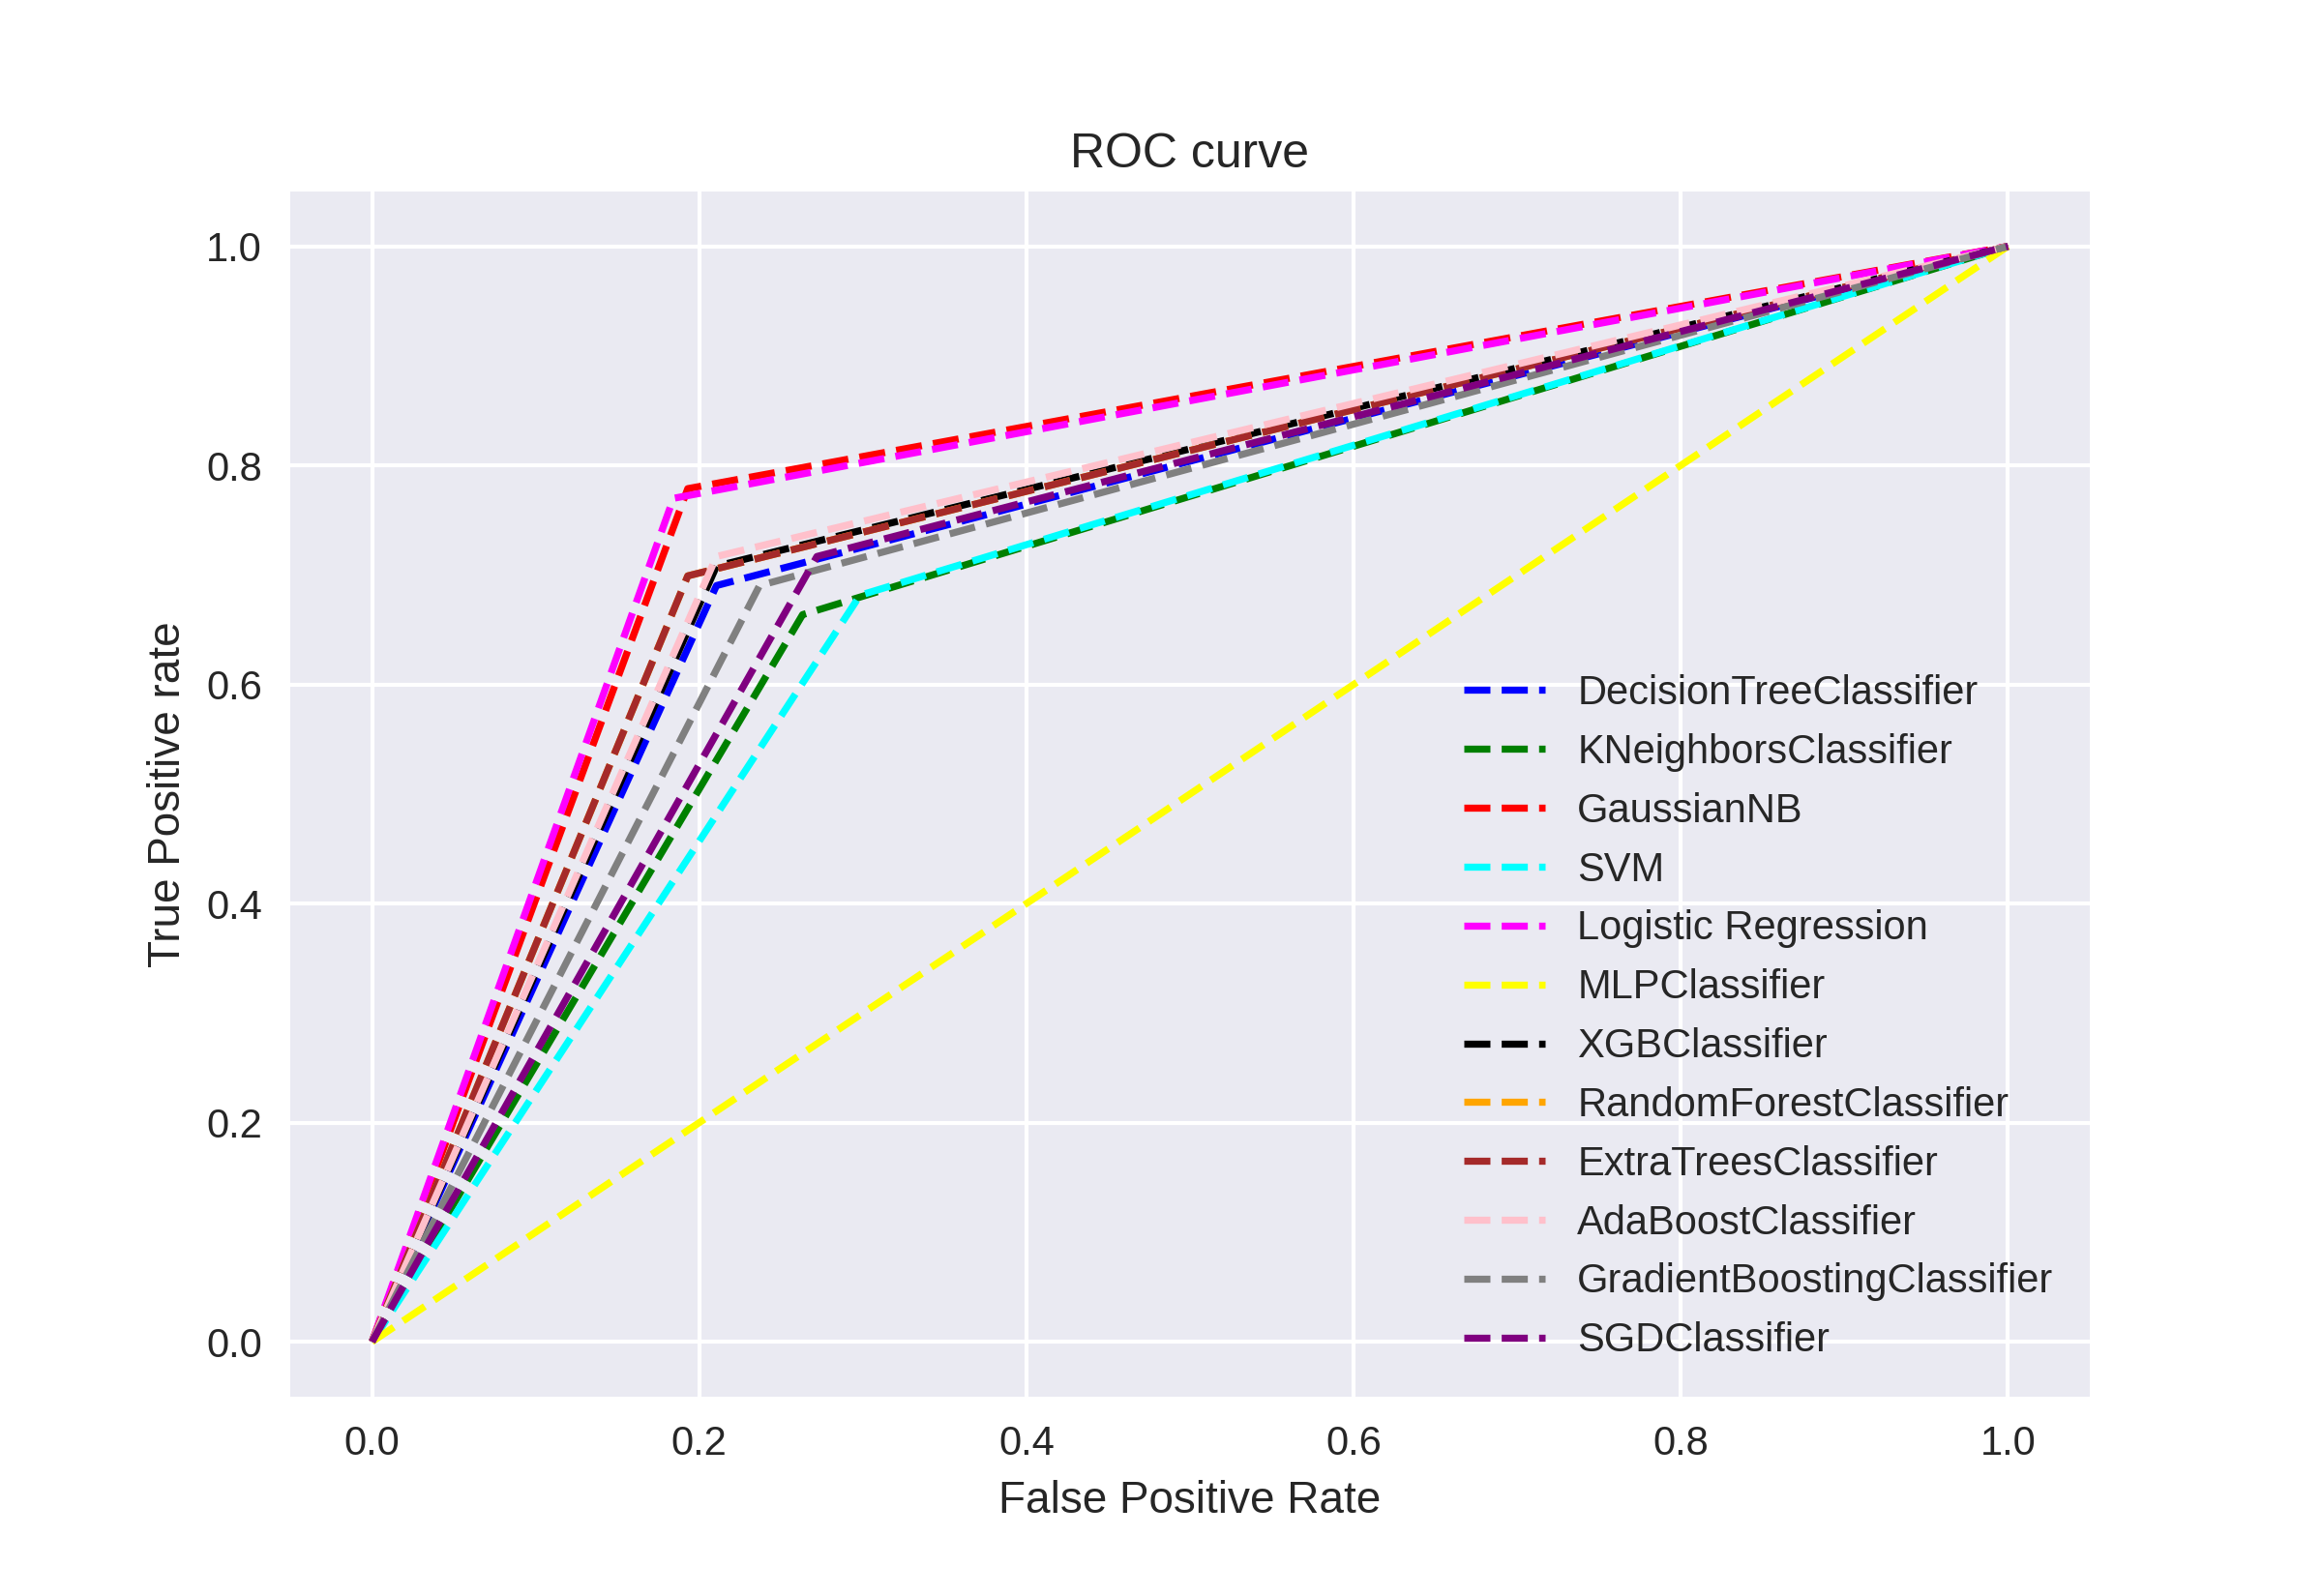 ROC curve
1.0
0.8
0.6
0.4
0.2
0.0
True Positive rate
DecisionTreeClassifier
KNeighborsClassifier
GaussianNB
SVM
Logistic Regression
MLPClassifier
XGBClassifier
RandomForestClassifier
ExtraTreesClassifier
AdaBoostClassifier
GradientBoostingClassifier
SGDClassifier
0.0 0.2 0.4 0.6 0.8 1.0
False Positive Rate